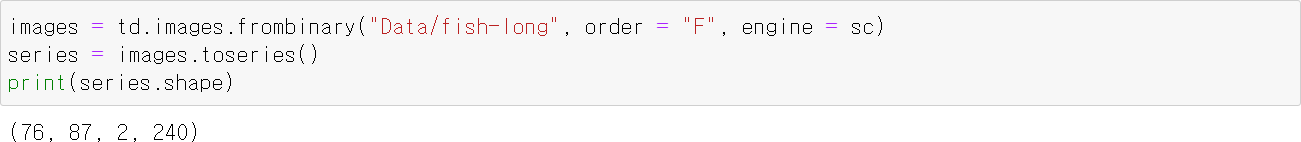 images = td.images.frombinary("Data/fish-long", order = "F", engine = sc)
series = images.toseries()
print(series.shape)
(76, 87, 2, 240)